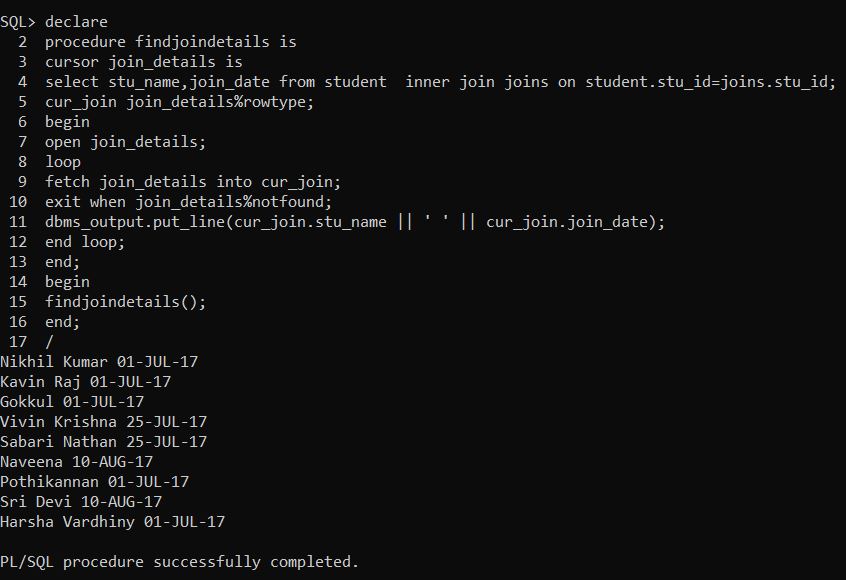 SQL> declare
2 procedure findjoindetails is
3 cursor join_details is
4 select stu_name,join_date from student  inner join joins on student.stu_id=joins.stu_id;
5 cur_join join_details%rowtype;
6 begin
7 open join_details;
8 loop
9 fetch join_details into cur_join;
10 exit when join_details%notfound;
11 dbms_output.put_line(cur_join.stu_name || ' ' || cur_join.join_date);
12 end loop;
13 end;
14 begin
15 findjoindetails();
16 end;
17 /
Nikhil Kumar 01-JUL-17
Kavin Raj 01-JUL-17
Gokkul 01-JUL-17
Vivin Krishna 25-JUL-17
Sabari Nathan 25-JUL-17
Naveena 10-AUG-17
Pothikannan 01-JUL-17
Sri Devi 10-AUG-17
Harsha Vardhiny 01-JUL-17
PL/SQL procedure successfully completed.